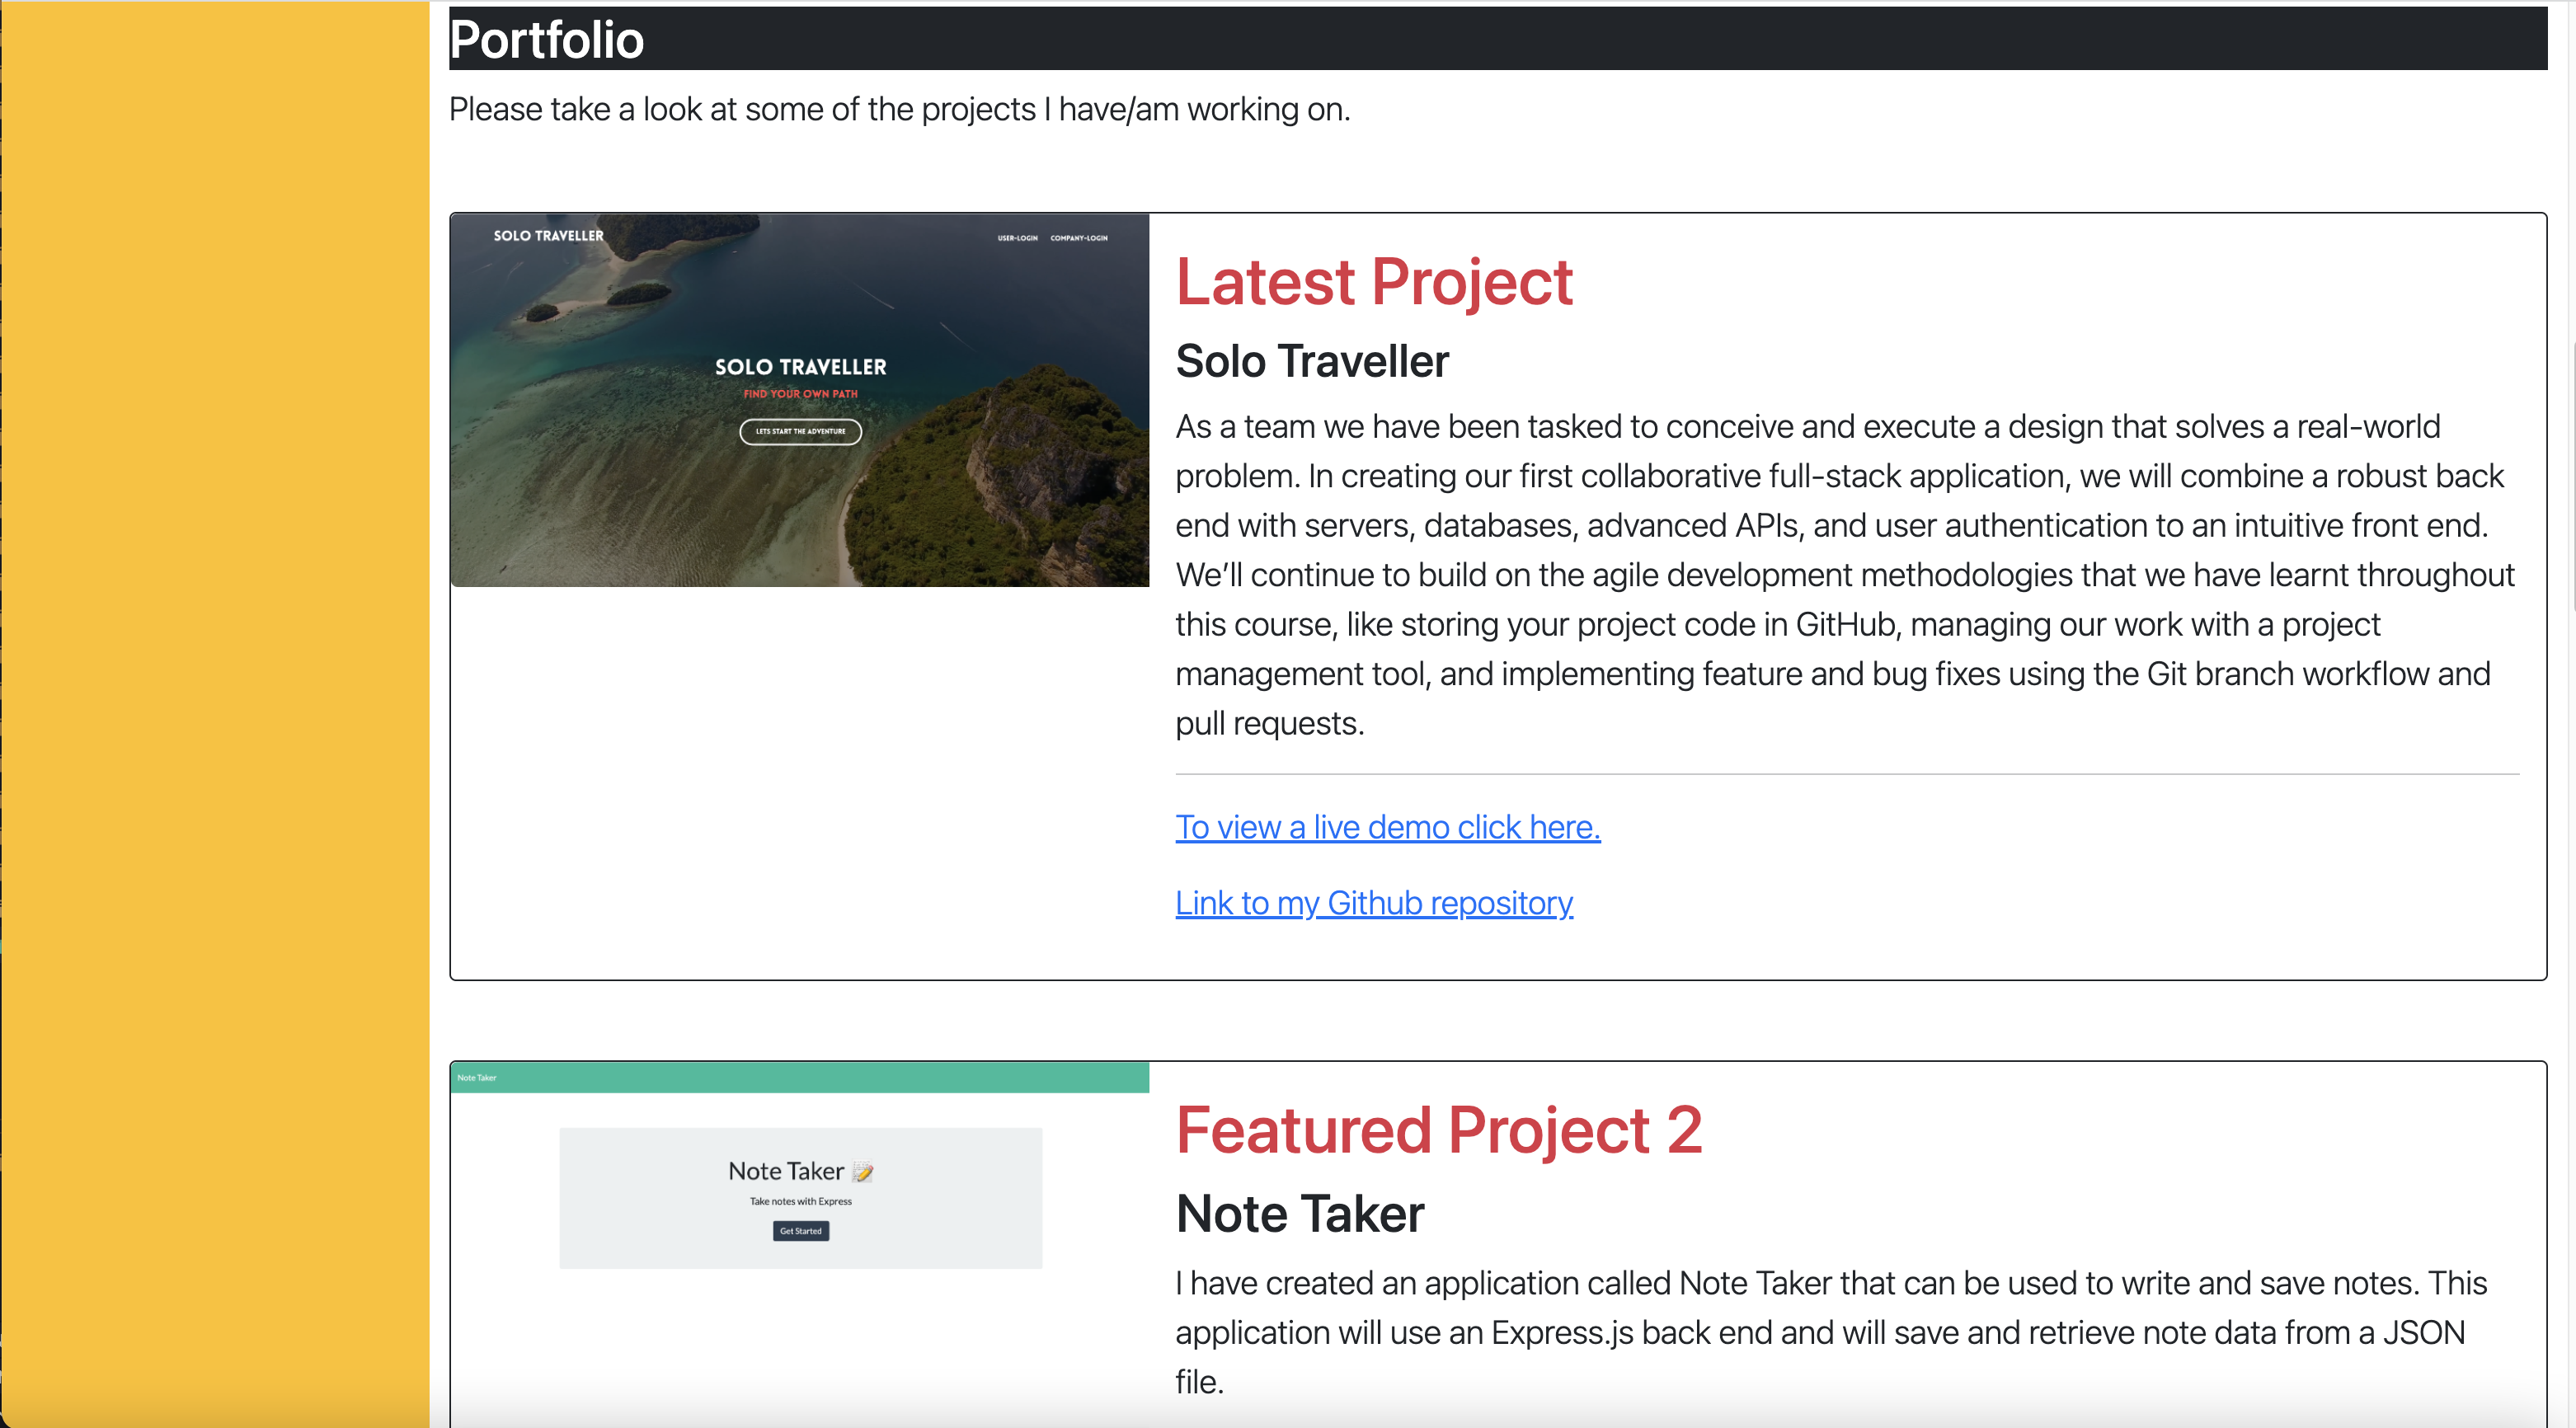 Portfolio
Please take a look at some of the projects I have/am working on.
SOLO TRAVELLER
USER-LOGIN COMPANY-LOGIN
SOLO TRAVELLER
FIND YOUR OWN PATH
LETS START THE ADVENTURE
Latest Project
Solo Traveller
As a team we have been tasked to conceive and execute a design that solves a real-world
problem. In creating our first collaborative full-stack application, we will combine a robust back
end with servers, databases, advanced APIs, and user authentication to an intuitive front end.
We’ll continue to build on the agile development methodologies that we have learnt throughout
this course, like storing your project code in GitHub, managing our work with a project
management tool, and implementing feature and bug fixes using the Git branch workflow and
pull requests.
To view a live demo click here.
Link to my Github repository
Note Taker
Note Taker 📝
Take notes with Express
Get Started
Featured Project 2
Note Taker
I have created an application called Note Taker that can be used to write and save notes. This
application will use an Express.js back end and will save and retrieve note data from a JSON
file.